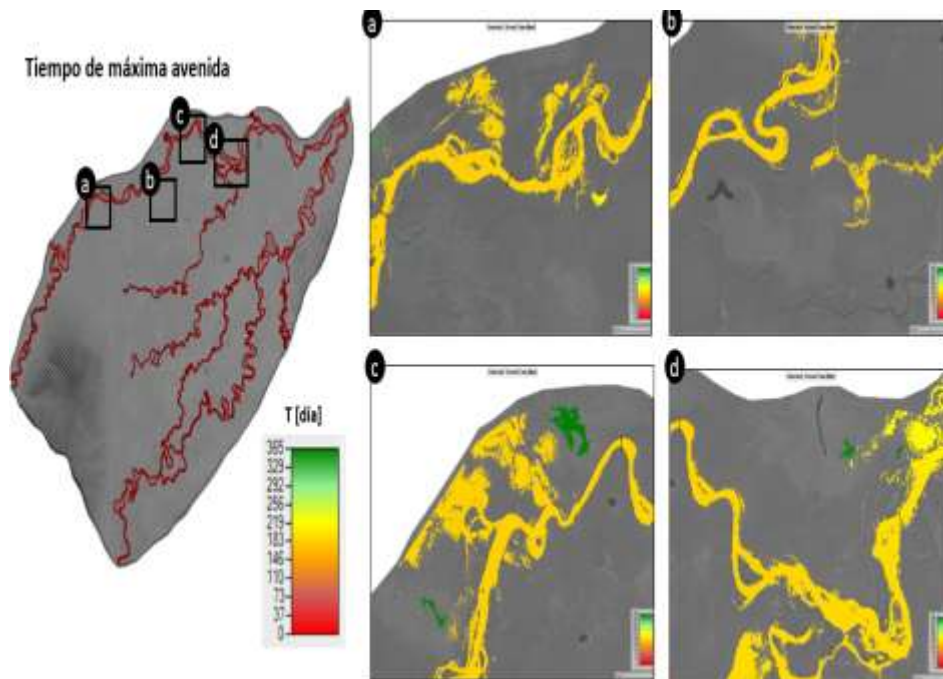 Tiempo de máxima avenida
a
b
c
d
T [día]
365
329
292
256
219
183
146
110
73
37
0
a
b
c
d